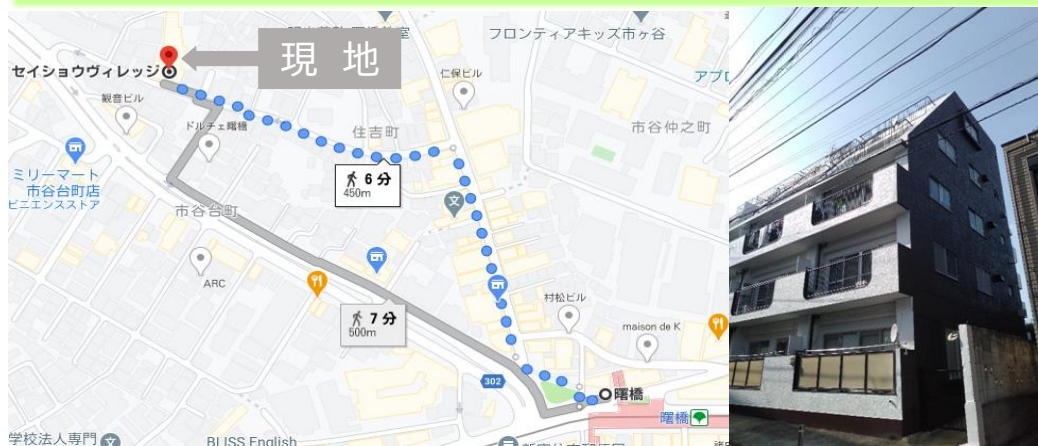 フロンティアキッズ市ヶ谷
現 地
セイショウヴィレッジ
仁保ビル
観音ビル
ドルチェ曙橋
住吉町
市谷仲之町
ミリーマート
市谷台町店
ビニエンスストア
6 分
450m
市谷台町
ARC
7 分
500m
村松ビル
maison de K
302
曙橋
曙橋
学校法人専門
BLISS English